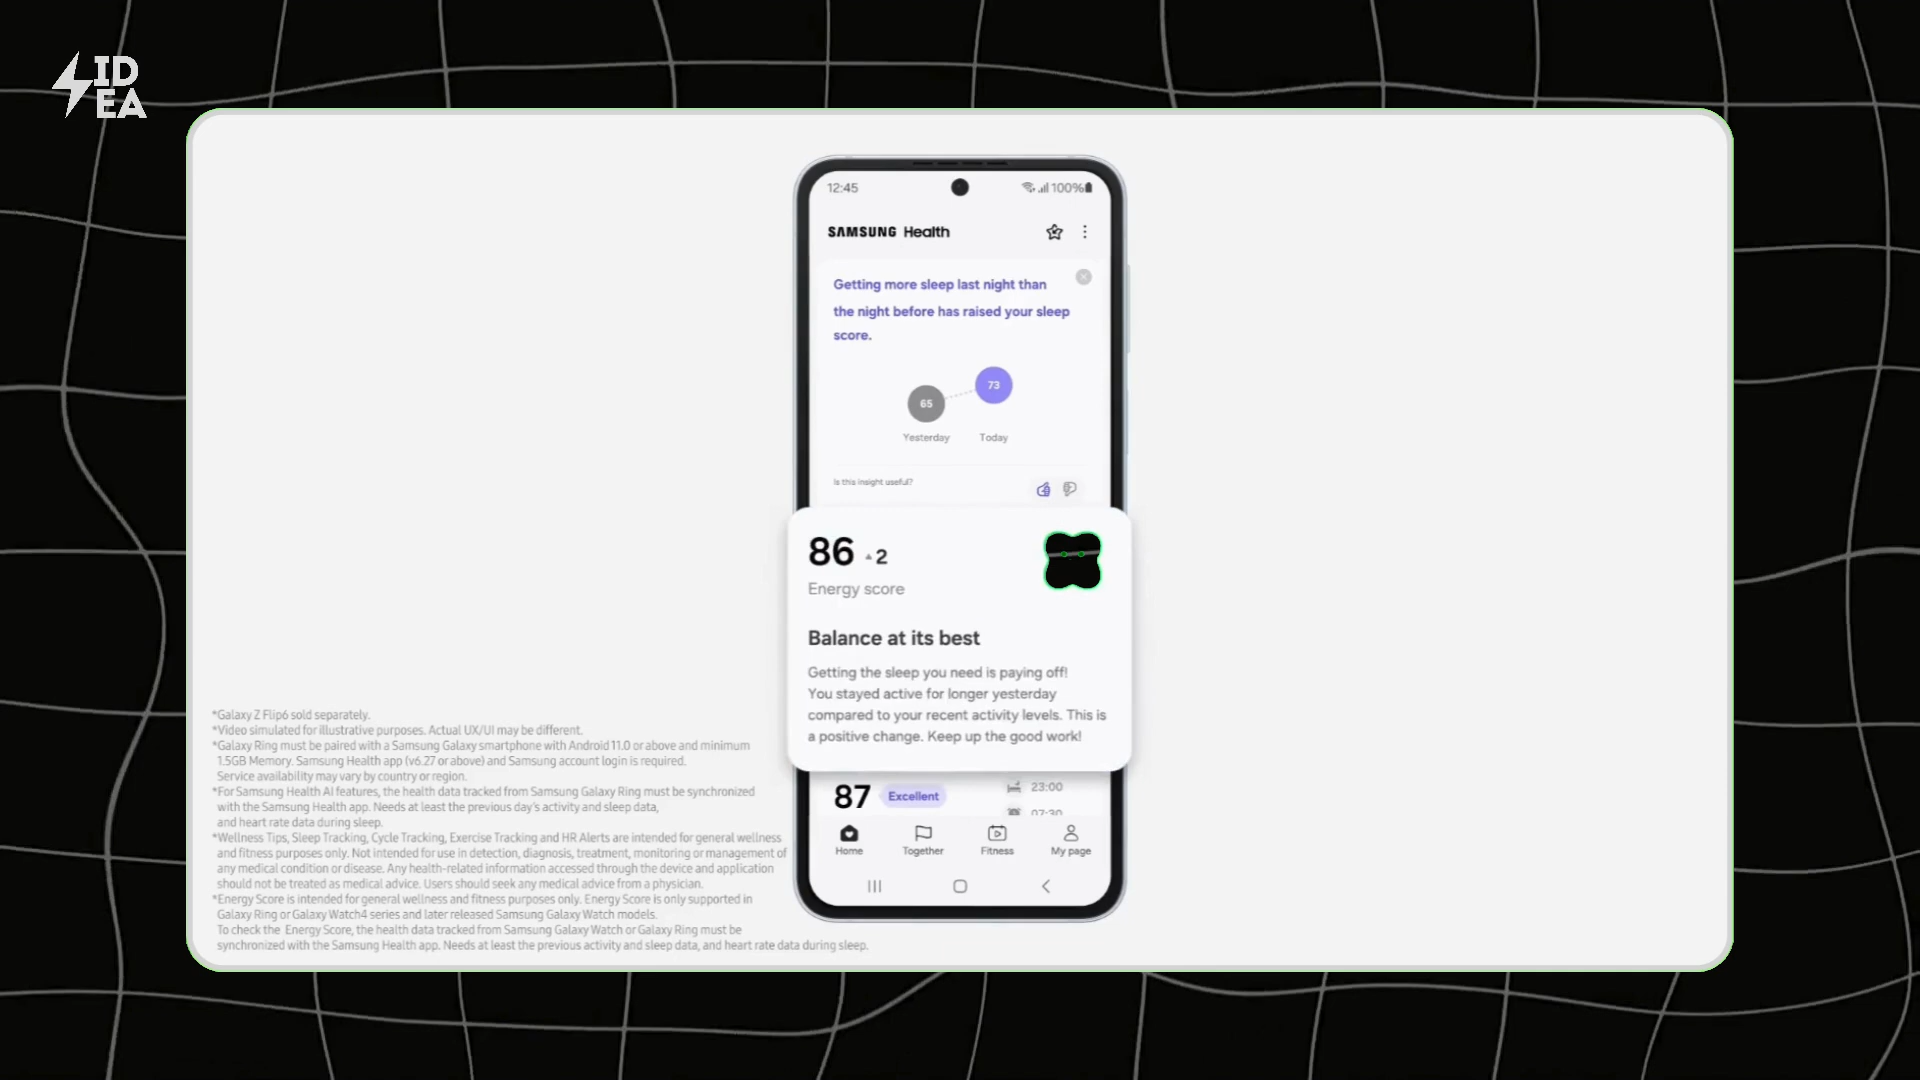 ID
EA
12:45
100%
SAMSUNG Health
Getting more sleep last night than
the night before has raised your sleep
score.
65
73
Yesterday
Today
Is this insight useful?
86 ▲2
Energy score
Balance at its best
Getting the sleep you need is paying off!
You stayed active for longer yesterday
compared to your recent activity levels. This is
a positive change. Keep up the good work!
87 Excellent
23:00
07:30
Home
Together
Fitness
My page
*Galaxy Z Flip6 sold separately.
*Video simulated for illustrative purposes. Actual UX/UI may be different.
*Galaxy Ring must be paired with a Samsung Galaxy smartphone with Android 11.0 or above and minimum
1.5GB Memory. Samsung Health app (v6.27 or above) and Samsung account login is required.
Service availability may vary by country or region.
*For Samsung Health AI features, the health data tracked from Samsung Galaxy Ring must be synchronized
with the Samsung Health app. Needs at least the previous day's activity and sleep data,
and heart rate data during sleep.
*Wellness Tips, Sleep Tracking, Cycle Tracking, Exercise Tracking and HR Alerts are intended for general wellness
and fitness purposes only. Not intended for use in detection, diagnosis, treatment, monitoring or management of
any medical condition or disease. Any health-related information accessed through the device and application
should not be treated as medical advice. Users should seek any medical advice from a physician.
*Energy Score is intended for general wellness and fitness purposes only. Energy Score is only supported in
Galaxy Ring or Galaxy Watch4 series and later released Samsung Galaxy Watch models.
To check the Energy Score, the health data tracked from Samsung Galaxy Watch or Galaxy Ring must be
synchronized with the Samsung Health app. Needs at least the previous activity and sleep data, and heart rate data during sleep.